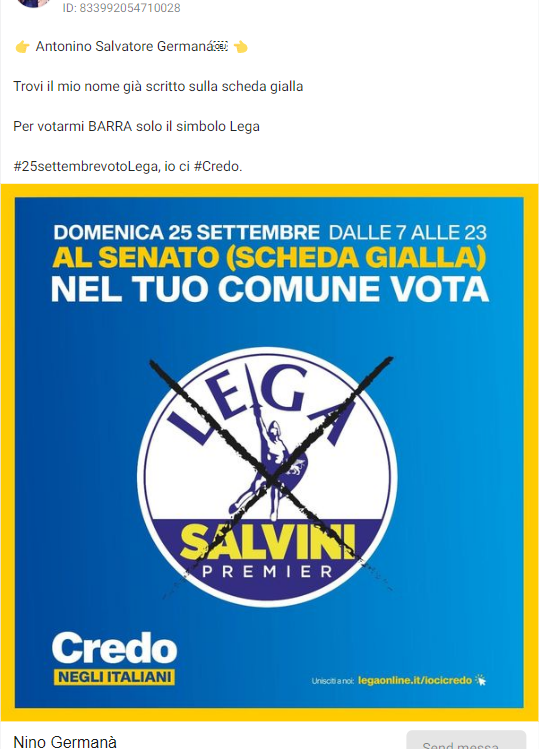 ID: 833992054710028
👉 Antonino Salvatore Germaná￼ 👈
Trovi il mio nome già scritto sulla scheda gialla
Per votarmi BARRA solo il simbolo Lega
#25settembrevotoLega, io ci #Credo.
DOMENICA 25 SETTEMBRE DALLE 7 ALLE 23
AL SENATO (SCHEDA GIALLA)
NEL TUO COMUNE VOTA
LEGA
SALVINI
PREMIER
Credo
NEGLI ITALIANI
Unisciti a noi: legaonline.it/iocicredo
Nino Germanà
Send messa...